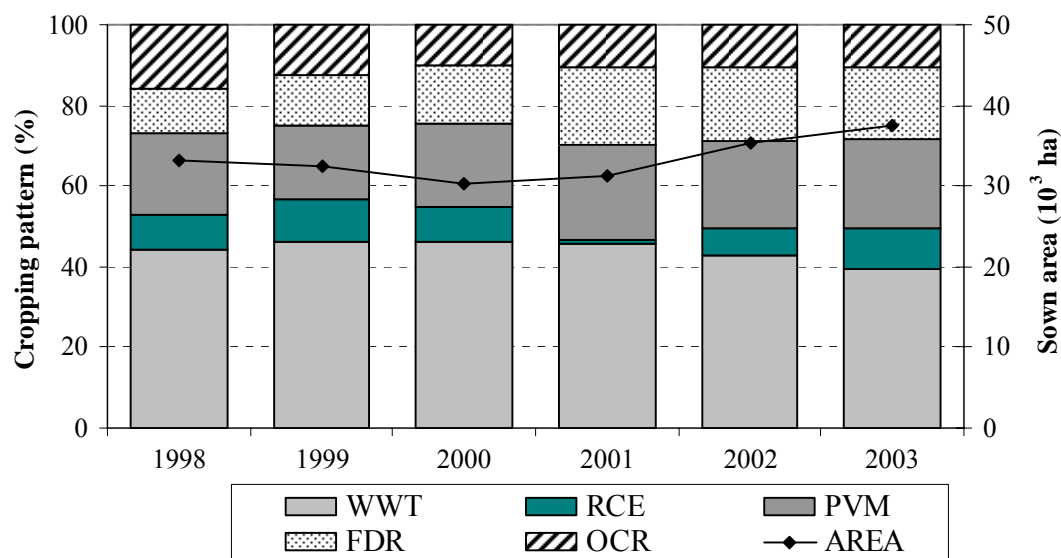 Cropping pattern (%)
100
80
60
40
20
0
50
40
30
20
10
0
Sown area (10³ ha)
1998 1999 2000 2001 2002 2003
WWT RCE PVM
FDR OCR AREA